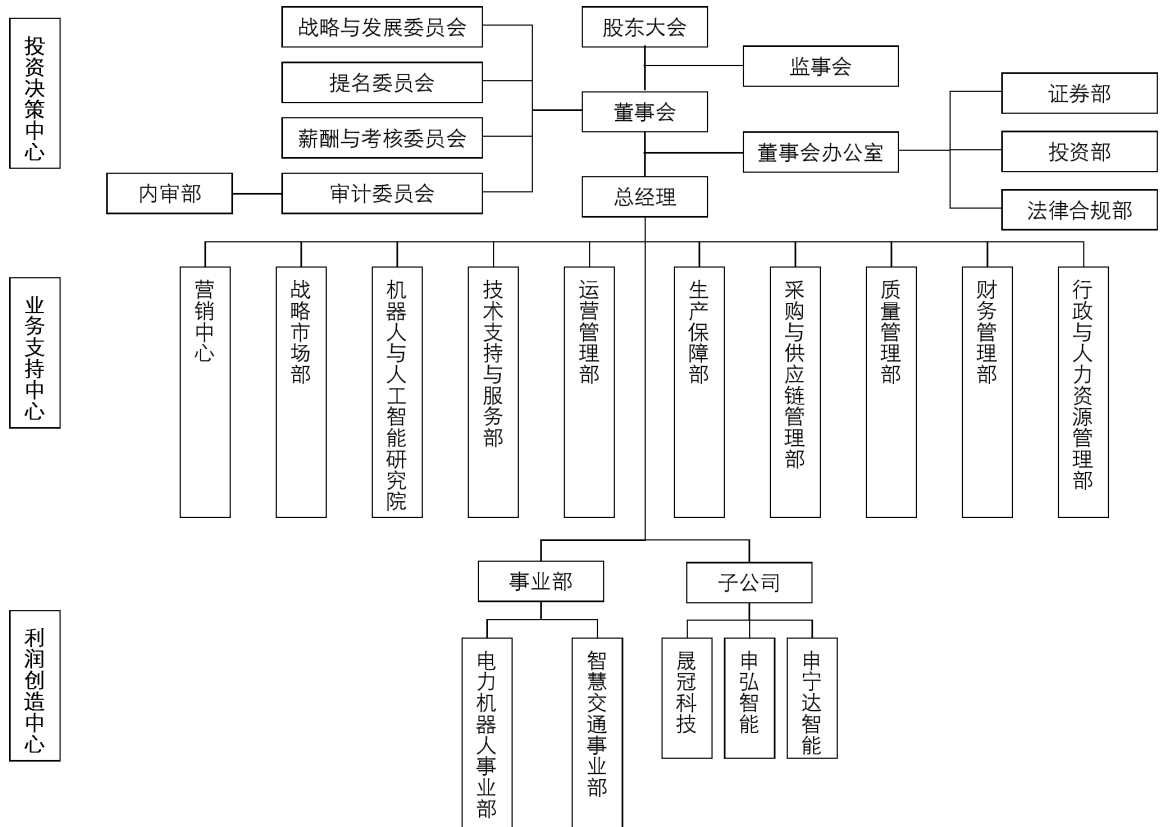 投资决策中心
战略与发展委员会
股东大会
提名委员会
监事会
证券部
董事会
薪酬与考核委员会
董事会办公室
投资部
内审部
审计委员会
总经理
法律合规部
业务支持中心
营销中心
战略市场部
机器人与人工智能研究院
技术支持与服务部
运营管理部
生产保障部
采购与供应链管理部
质量管理部
财务管理部
行政与人力资源管理部
利润创造中心
事业部
子公司
电力机器人事业部
智慧交通事业部
晟冠科技
申弘智能
申宁达智能